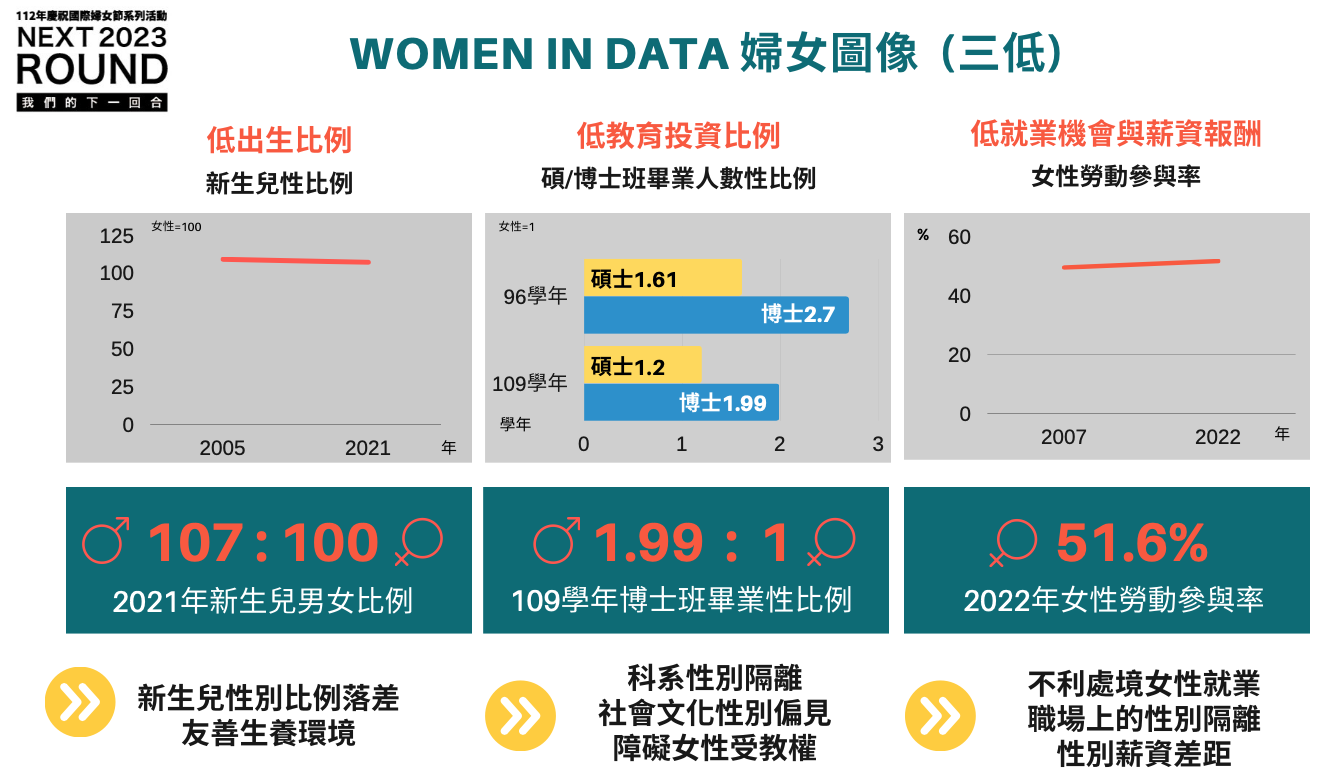 112年慶祝國際婦女節系列活動
NEXT 2023
ROUND
我們的下一回合
WOMEN IN DATA 婦女圖像（三低）
低出生比例
新生兒性比例
女性=100
125
100
75
50
25
0
2005
2021
年
低教育投資比例
碩/博士班畢業人數性比例
女性=1
96學年
碩士1.61
博士2.7
109學年
碩士1.2
博士1.99
學年
0
1
2
3
低就業機會與薪資報酬
女性勞動參與率
%
60
40
20
0
2007
2022
年
107 : 100
2021年新生兒男女比例
1.99 : 1
109學年博士班畢業性比例
51.6%
2022年女性勞動參與率
新生兒性別比例落差
友善生養環境
科系性別隔離
社會文化性別偏見
障礙女性受教權
不利處境女性就業
職場上的性別隔離
性別薪資差距